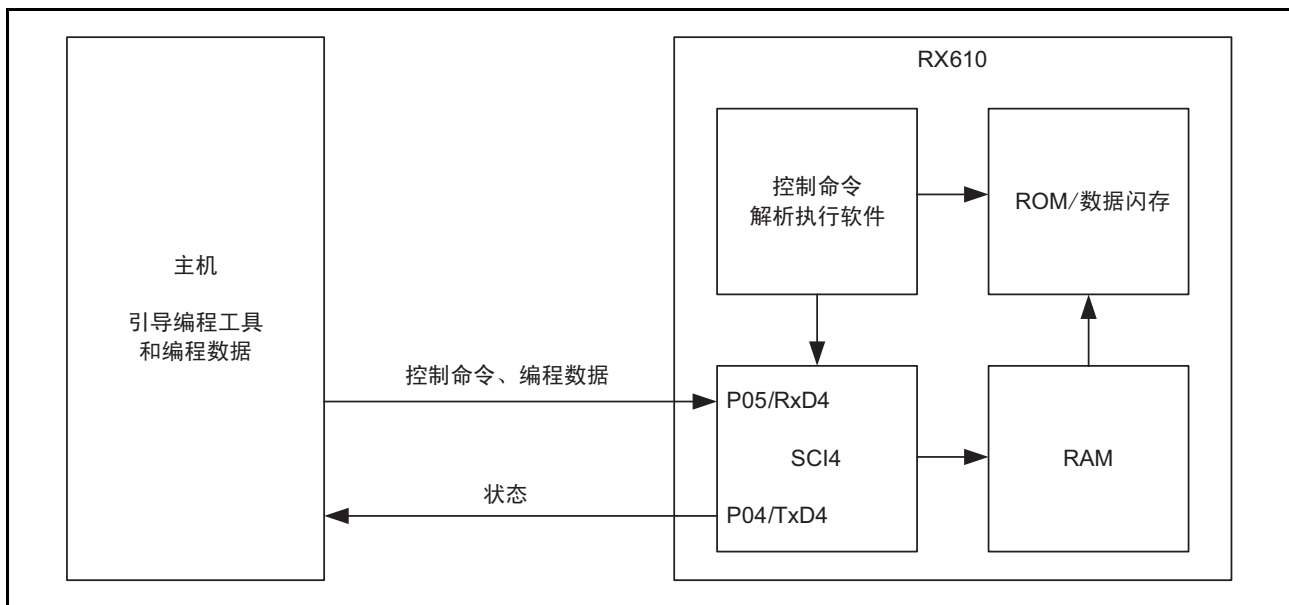 主机
引导编程工具
和编程数据
控制命令、编程数据
状态
RX610
控制命令
解析执行软件
ROM/数据闪存
P05/RxD4
SCI4
P04/TxD4
RAM